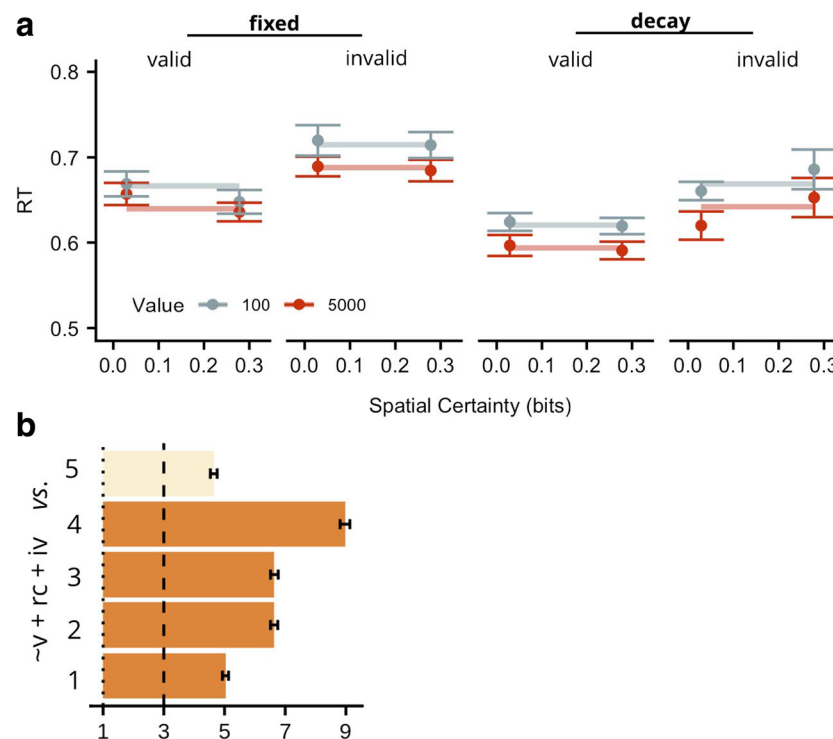 a
fixed
decay
valid
invalid
valid
invalid
0.8
0.7
0.6
0.5
RT
Value 100 5000
0.0 0.1 0.2 0.3 0.0 0.1 0.2 0.3 0.0 0.1 0.2 0.3 0.0 0.1 0.2
Spatial Certainty (bits)
b
~v + rc + iv vs.
5
4
3
2
1
1 3 5 7 9